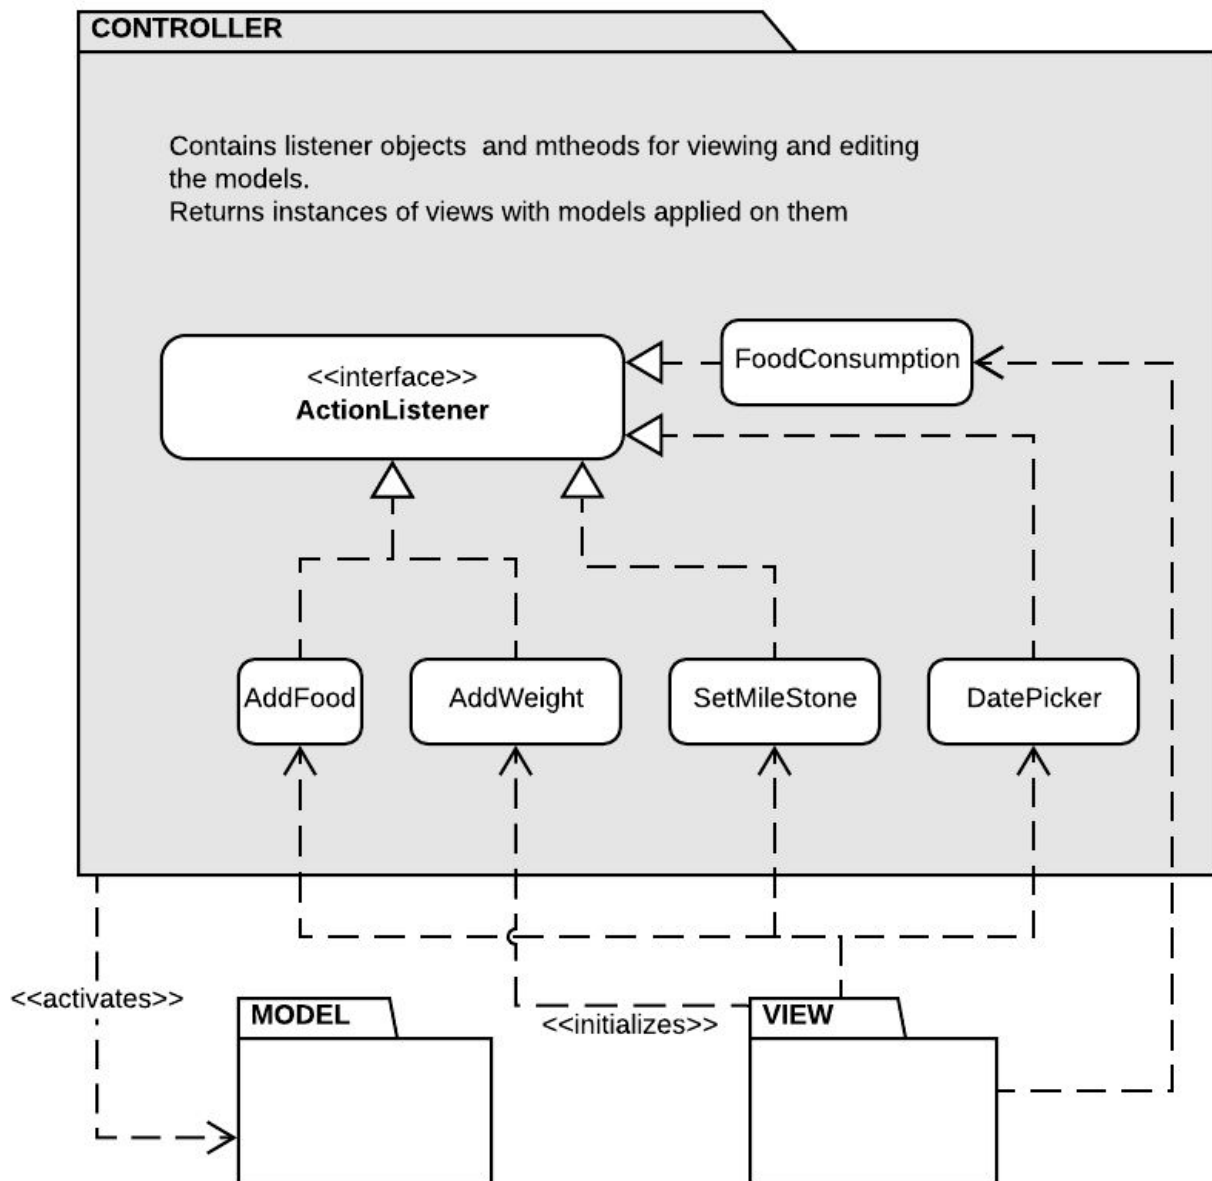 CONTROLLER
Contains listener objects  and mtheods for viewing and editing
the models.
Returns instances of views with models applied on them
<<interface>>
ActionListener
FoodConsumption
AddFood
AddWeight
SetMileStone
DatePicker
<<activates>>
MODEL
<<initializes>>
VIEW